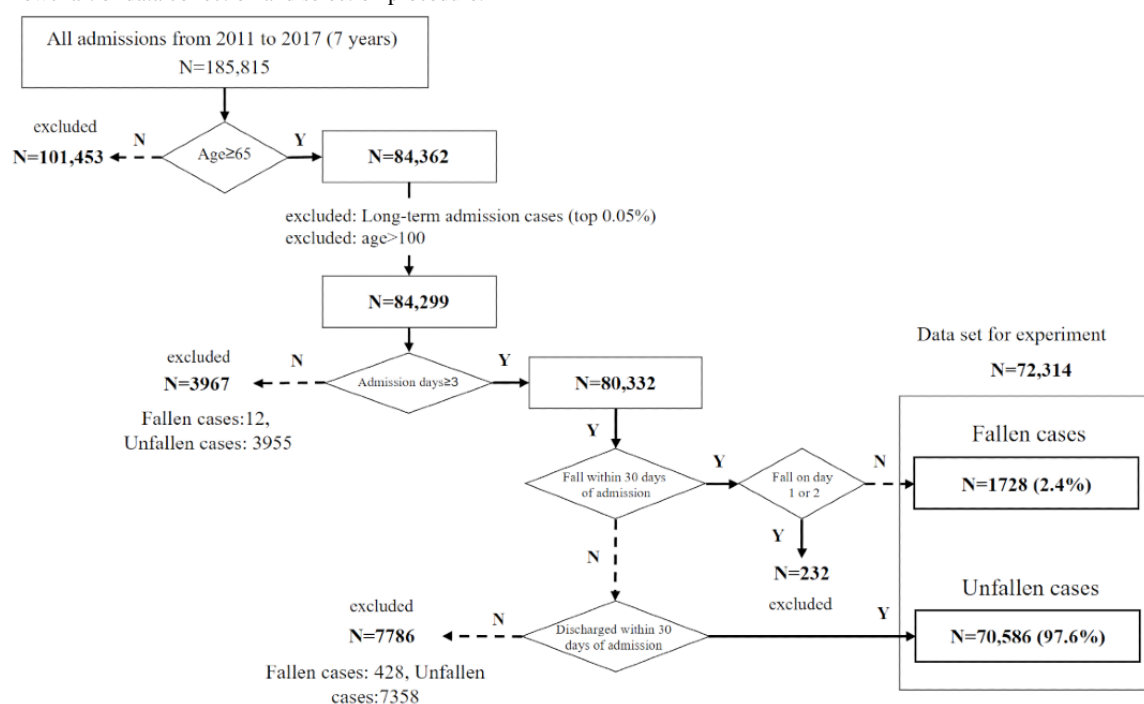 All admissions from 2011 to 2017 (7 years)
N=185,815
excluded
N=101,453
N
Age≥65
Y
N=84,362
excluded: Long-term admission cases (top 0.05%)
excluded: age>100
N=84,299
excluded
N=3967
Fallen cases:12,
Unfallen cases: 3955
N
Admission days≥3
Y
N=80,332
Y
Fall within 30 days
of admission
Y
Fall on day
1 or 2
N
Y
N=232
excluded
Data set for experiment
N=72,314
Fallen cases
N=1728 (2.4%)
Unfallen cases
N=70,586 (97.6%)
N
Discharged within 30
days of admission
Y
N
excluded
N=7786
Fallen cases: 428, Unfallen
cases:7358